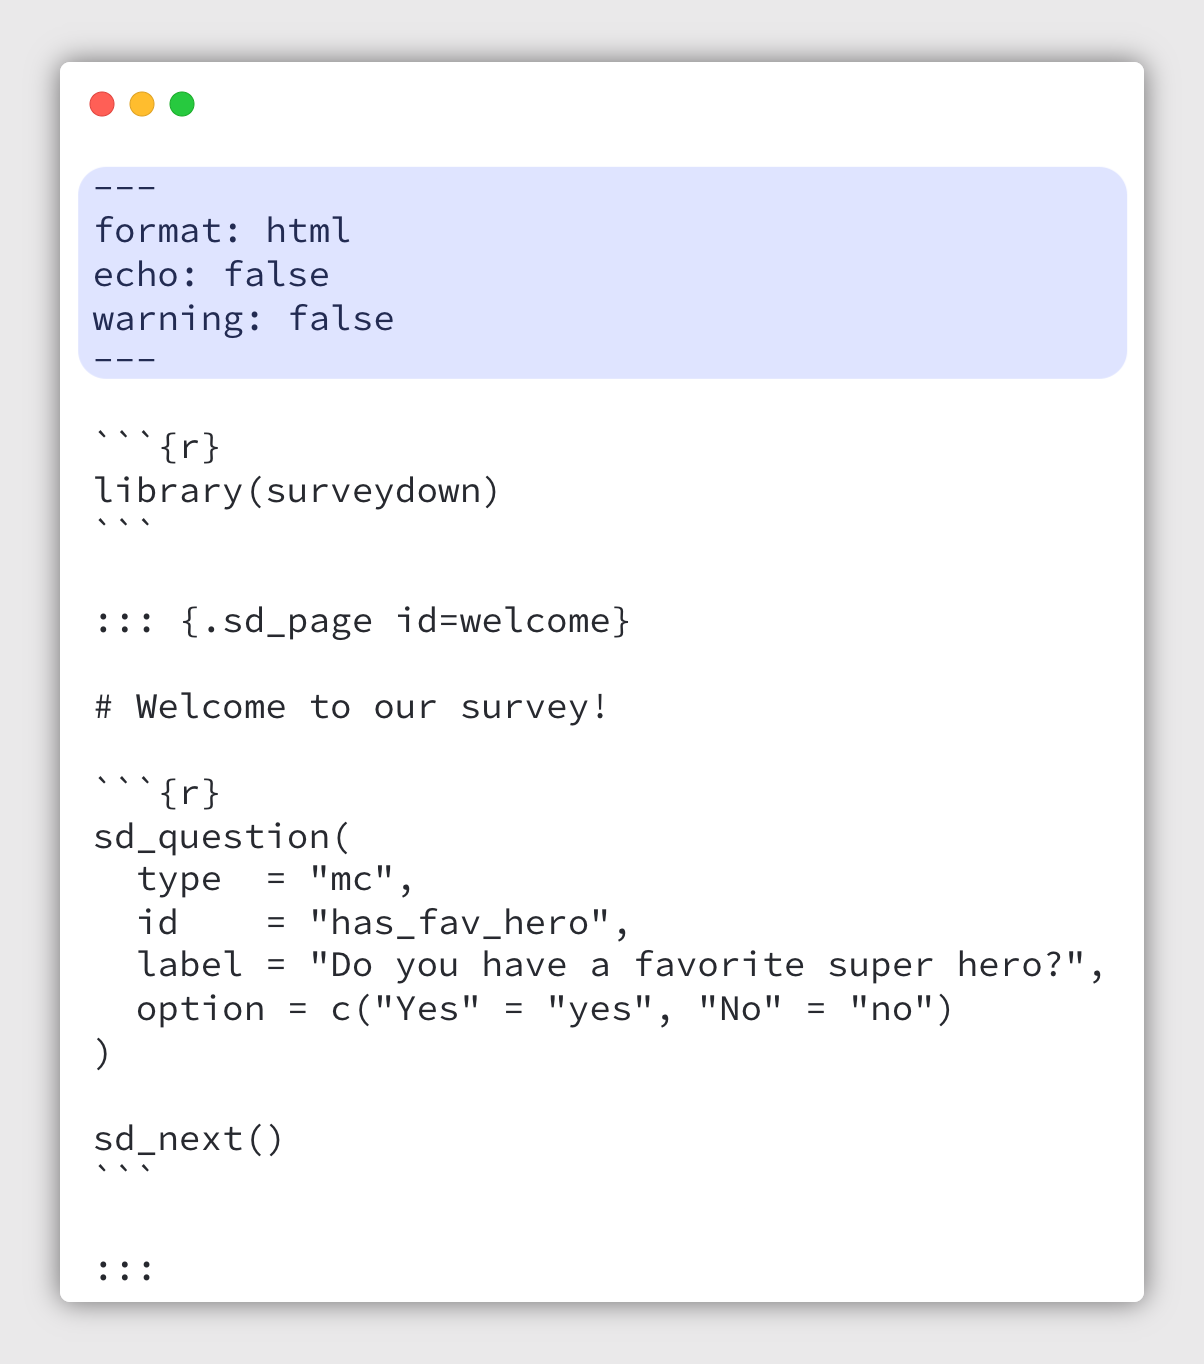 ---
format: html
echo: false
warning: false
---
```{r}
library(surveydown)
```
::: {.sd_page id=welcome}
# Welcome to our survey!
```{r}
sd_question(
  type  = "mc",
  id    = "has_fav_hero",
  label = "Do you have a favorite super hero?",
  option = c("Yes" = "yes", "No" = "no")
)
sd_next()
```
:::